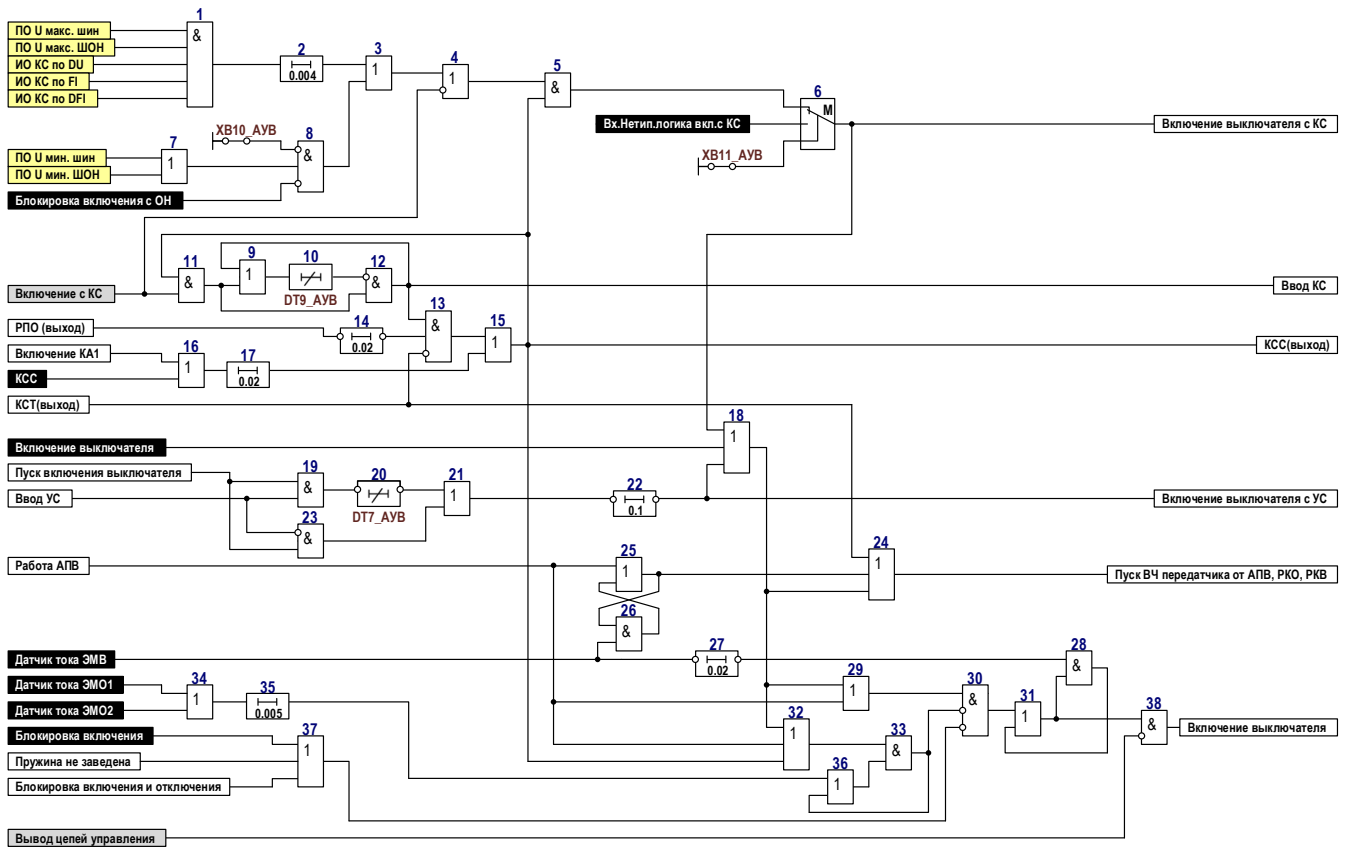 1
ПО U макс. шин
&
ПО U макс. ШОН
2
3
4
ИО КС по DU
1
1
5
6
ИО КС по FI
0.004
&
М
ИО КС по DFI
Вх.Нетип.логика вкл.с КС
Включение выключателя с КС
XB10_АУВ
8
7
&
XB11_АУВ
ПО U мин. шин
1
ПО U мин. ШОН
Блокировка включения с ОН
9
10
11
1
12
&
&
Включение с КС
DT9_АУВ
Ввод КС
13
РПО (выход)
14
&
15
0.02
1
КСС(выход)
Включение КА1
16
17
КСС
1
0.02
КСТ(выход)
18
1
Включение выключателя
Пуск включения выключателя
19
20
21
&
1
22
Ввод УС
DT7_АУВ
0.1
Включение выключателя с УС
23
&
24
Работа АПВ
25
1
1
Пуск ВЧ передатчика от АПВ, РКО, РКВ
26
&
27
28
Датчик тока ЭМВ
0.02
&
Датчик тока ЭМО1
34
35
29
30
1
1
&
31
Датчик тока ЭМО2
0.005
32
1
38
Блокировка включения
37
1
33
&
Включение выключателя
1
&
Пружина не заведена
36
Блокировка включения и отключения
1
Вывод цепей управления